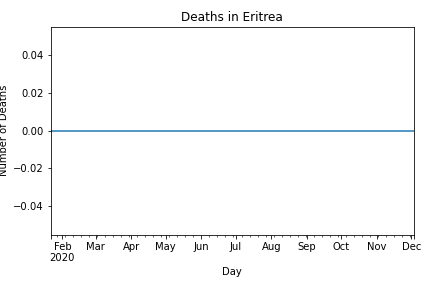 Deaths in Eritrea
Number of Deaths
0.04
0.02
0.00
−0.02
−0.04
Feb Mar Apr May Jun Jul Aug Sep Oct Nov Dec
2020
Day